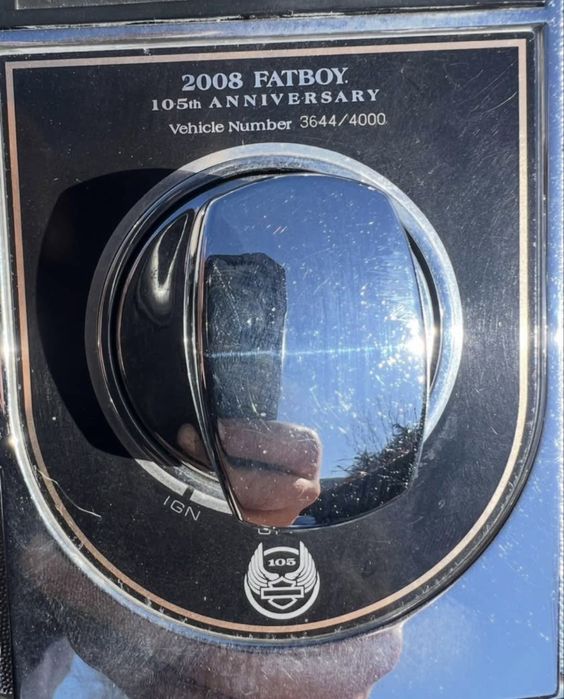 2008 FATBOY.
105th ANNIVERSARY
Vehicle Number 3644/4000
IGN
105